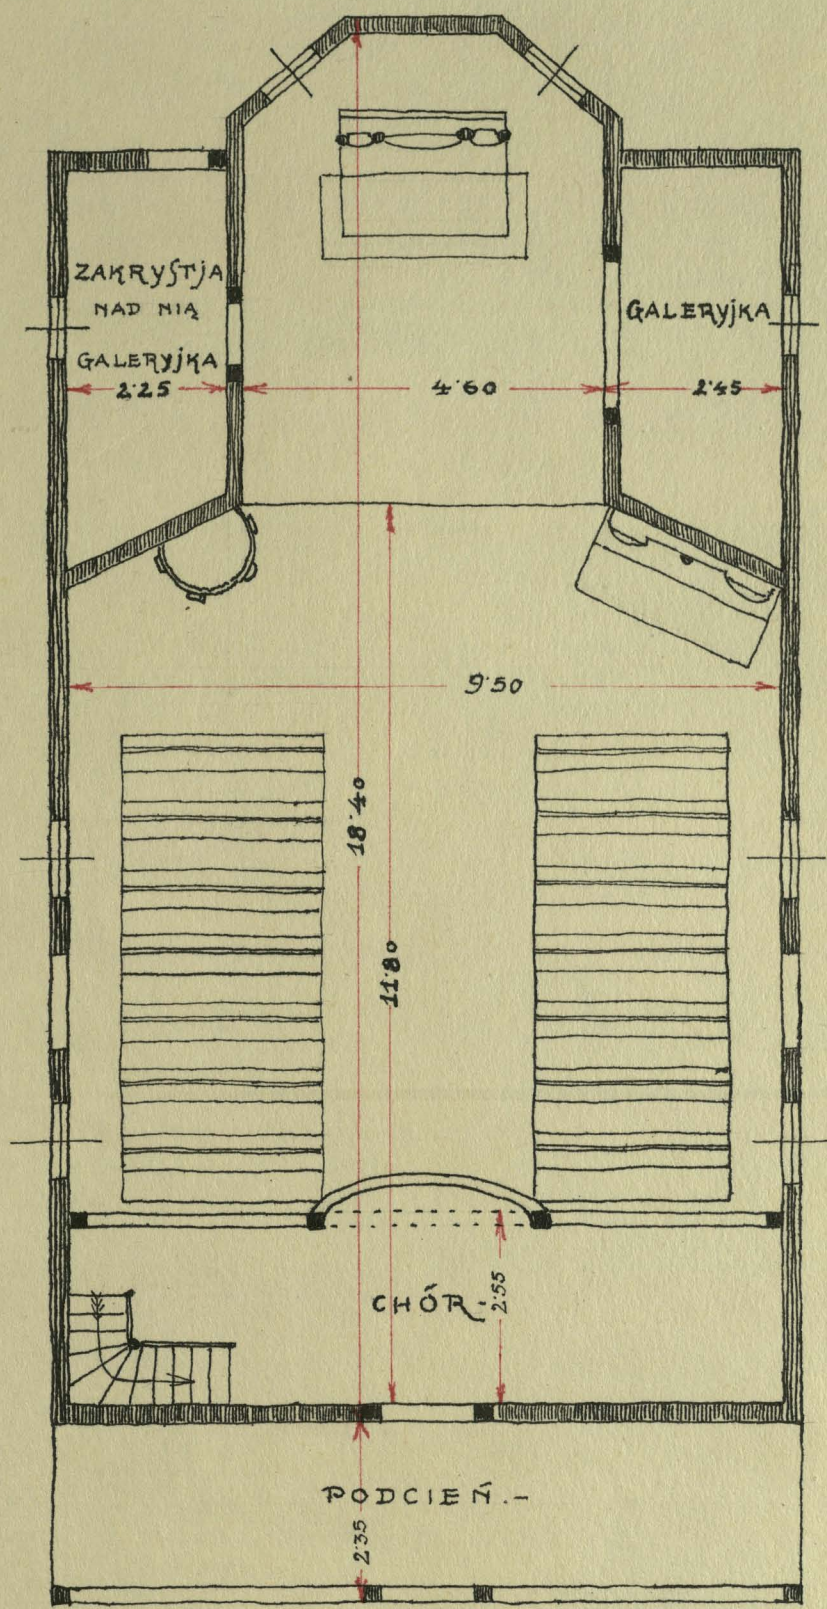 ZAKRYSTJA
NAD NIĄ
GALERYJKA
GALERYJKA
2·25
4·60
2·45
9·50
18·40
11·80
CHÓR.-
2·55
PODCIEŃ.-
2·35